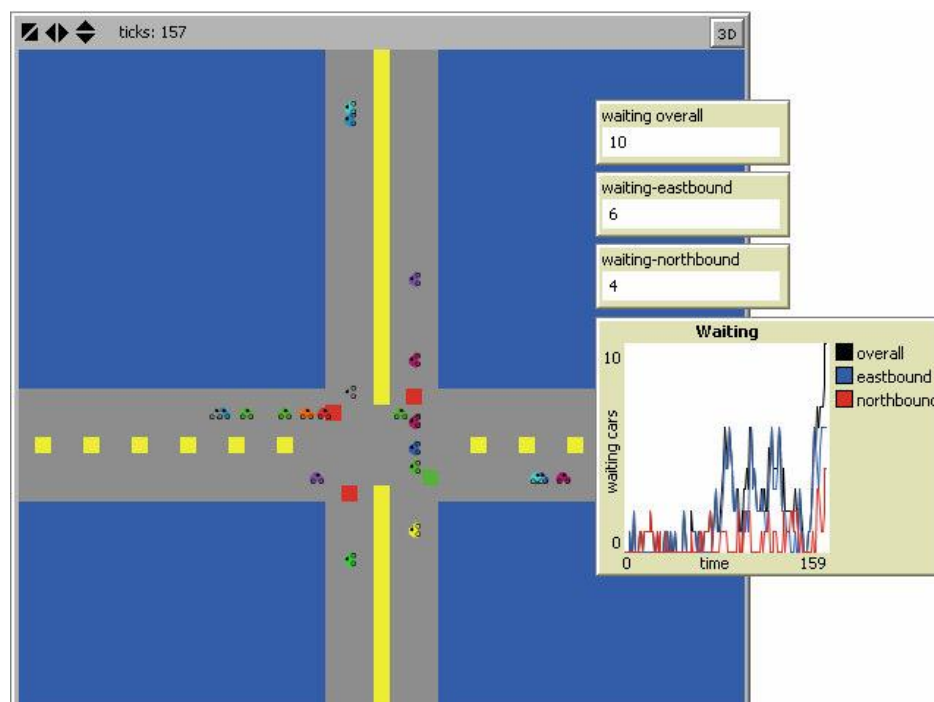 ticks: 157
3D
waiting overall
10
waiting-eastbound
6
waiting-northbound
4
Waiting
10
overall
eastbound
northbound
waiting cars
0
0
time
159